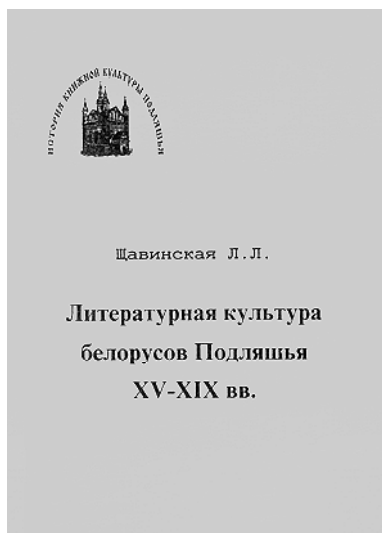 ИСТОРИЯ КНИЖНОЙ КУЛЬТУРЫ ПОДЛЯШЬЯ
Щавинская Л.Л.
Литературная культура
белорусов Подляшья
XV-XIX вв.